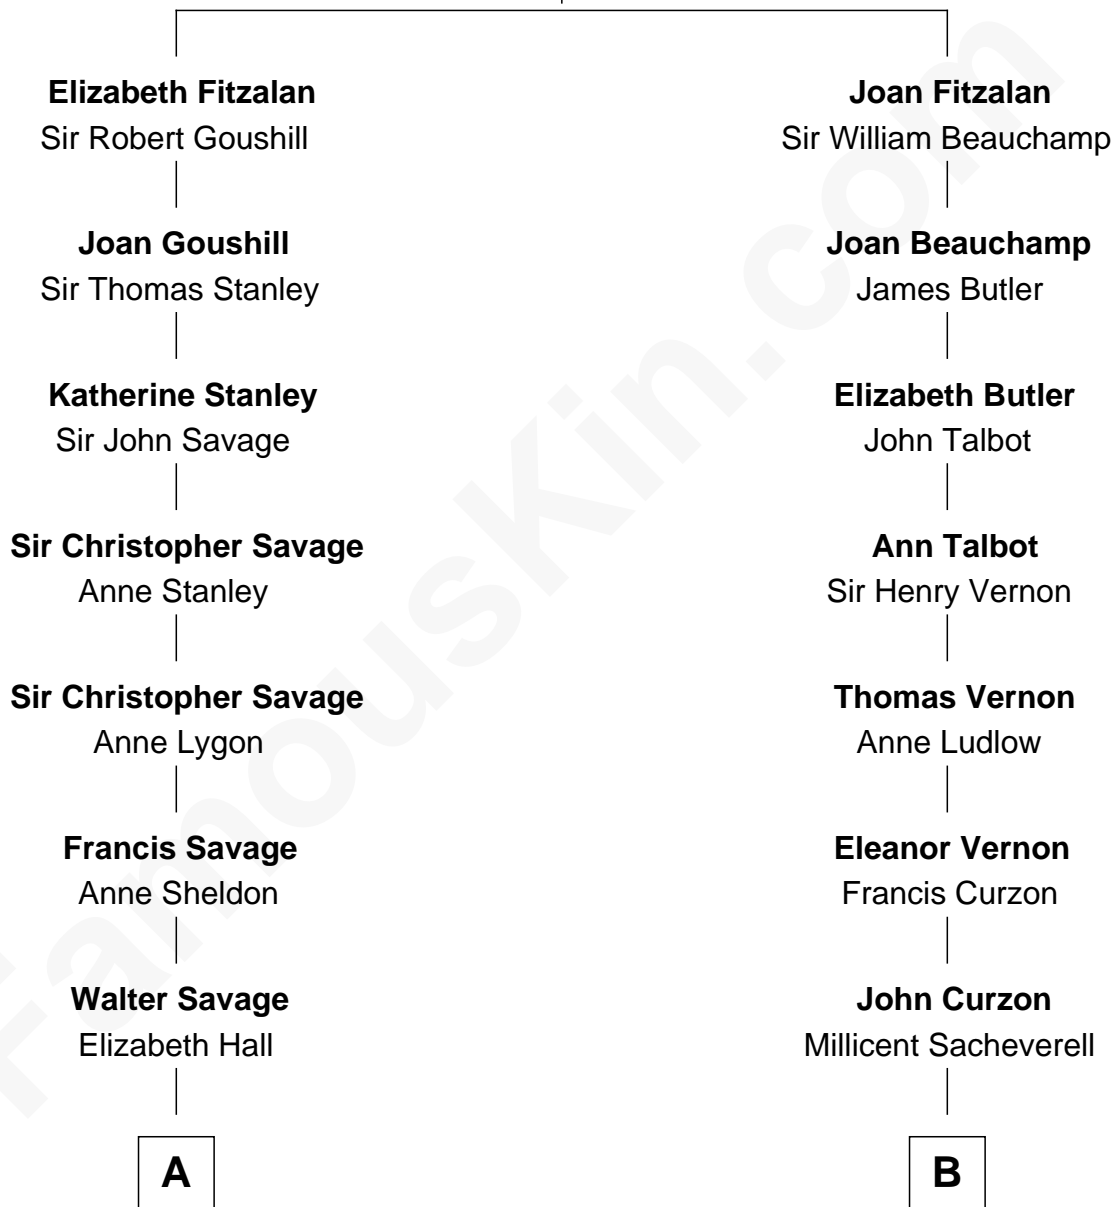 Elizabeth Fitzalan
Sir Robert Goushill
Joan Goushill
Sir Thomas Stanley
Katherine Stanley
Sir John Savage
Sir Christopher Savage
Anne Stanley
Sir Christopher Savage
Anne Lygon
Francis Savage
Anne Sheldon
Walter Savage
Elizabeth Hall
A
Joan Fitzalan
Sir William Beauchamp
Joan Beauchamp
James Butler
Elizabeth Butler
John Talbot
Ann Talbot
Sir Henry Vernon
Thomas Vernon
Anne Ludlow
Eleanor Vernon
Francis Curzon
John Curzon
Millicent Sacheverell
B
FamousKin.com